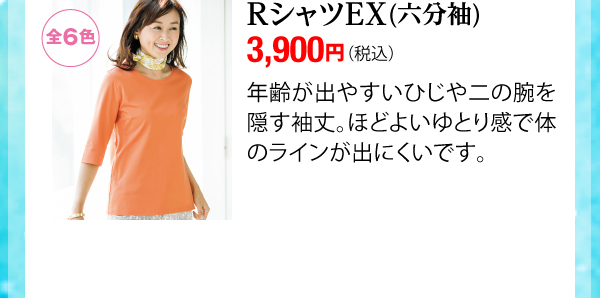 全6色
RシャツEX(六分袖)
3,900円(税込)
年齢が出やすいひじや二の腕を
隠す袖丈。ほどよいゆとり感で体
のラインが出にくいです。